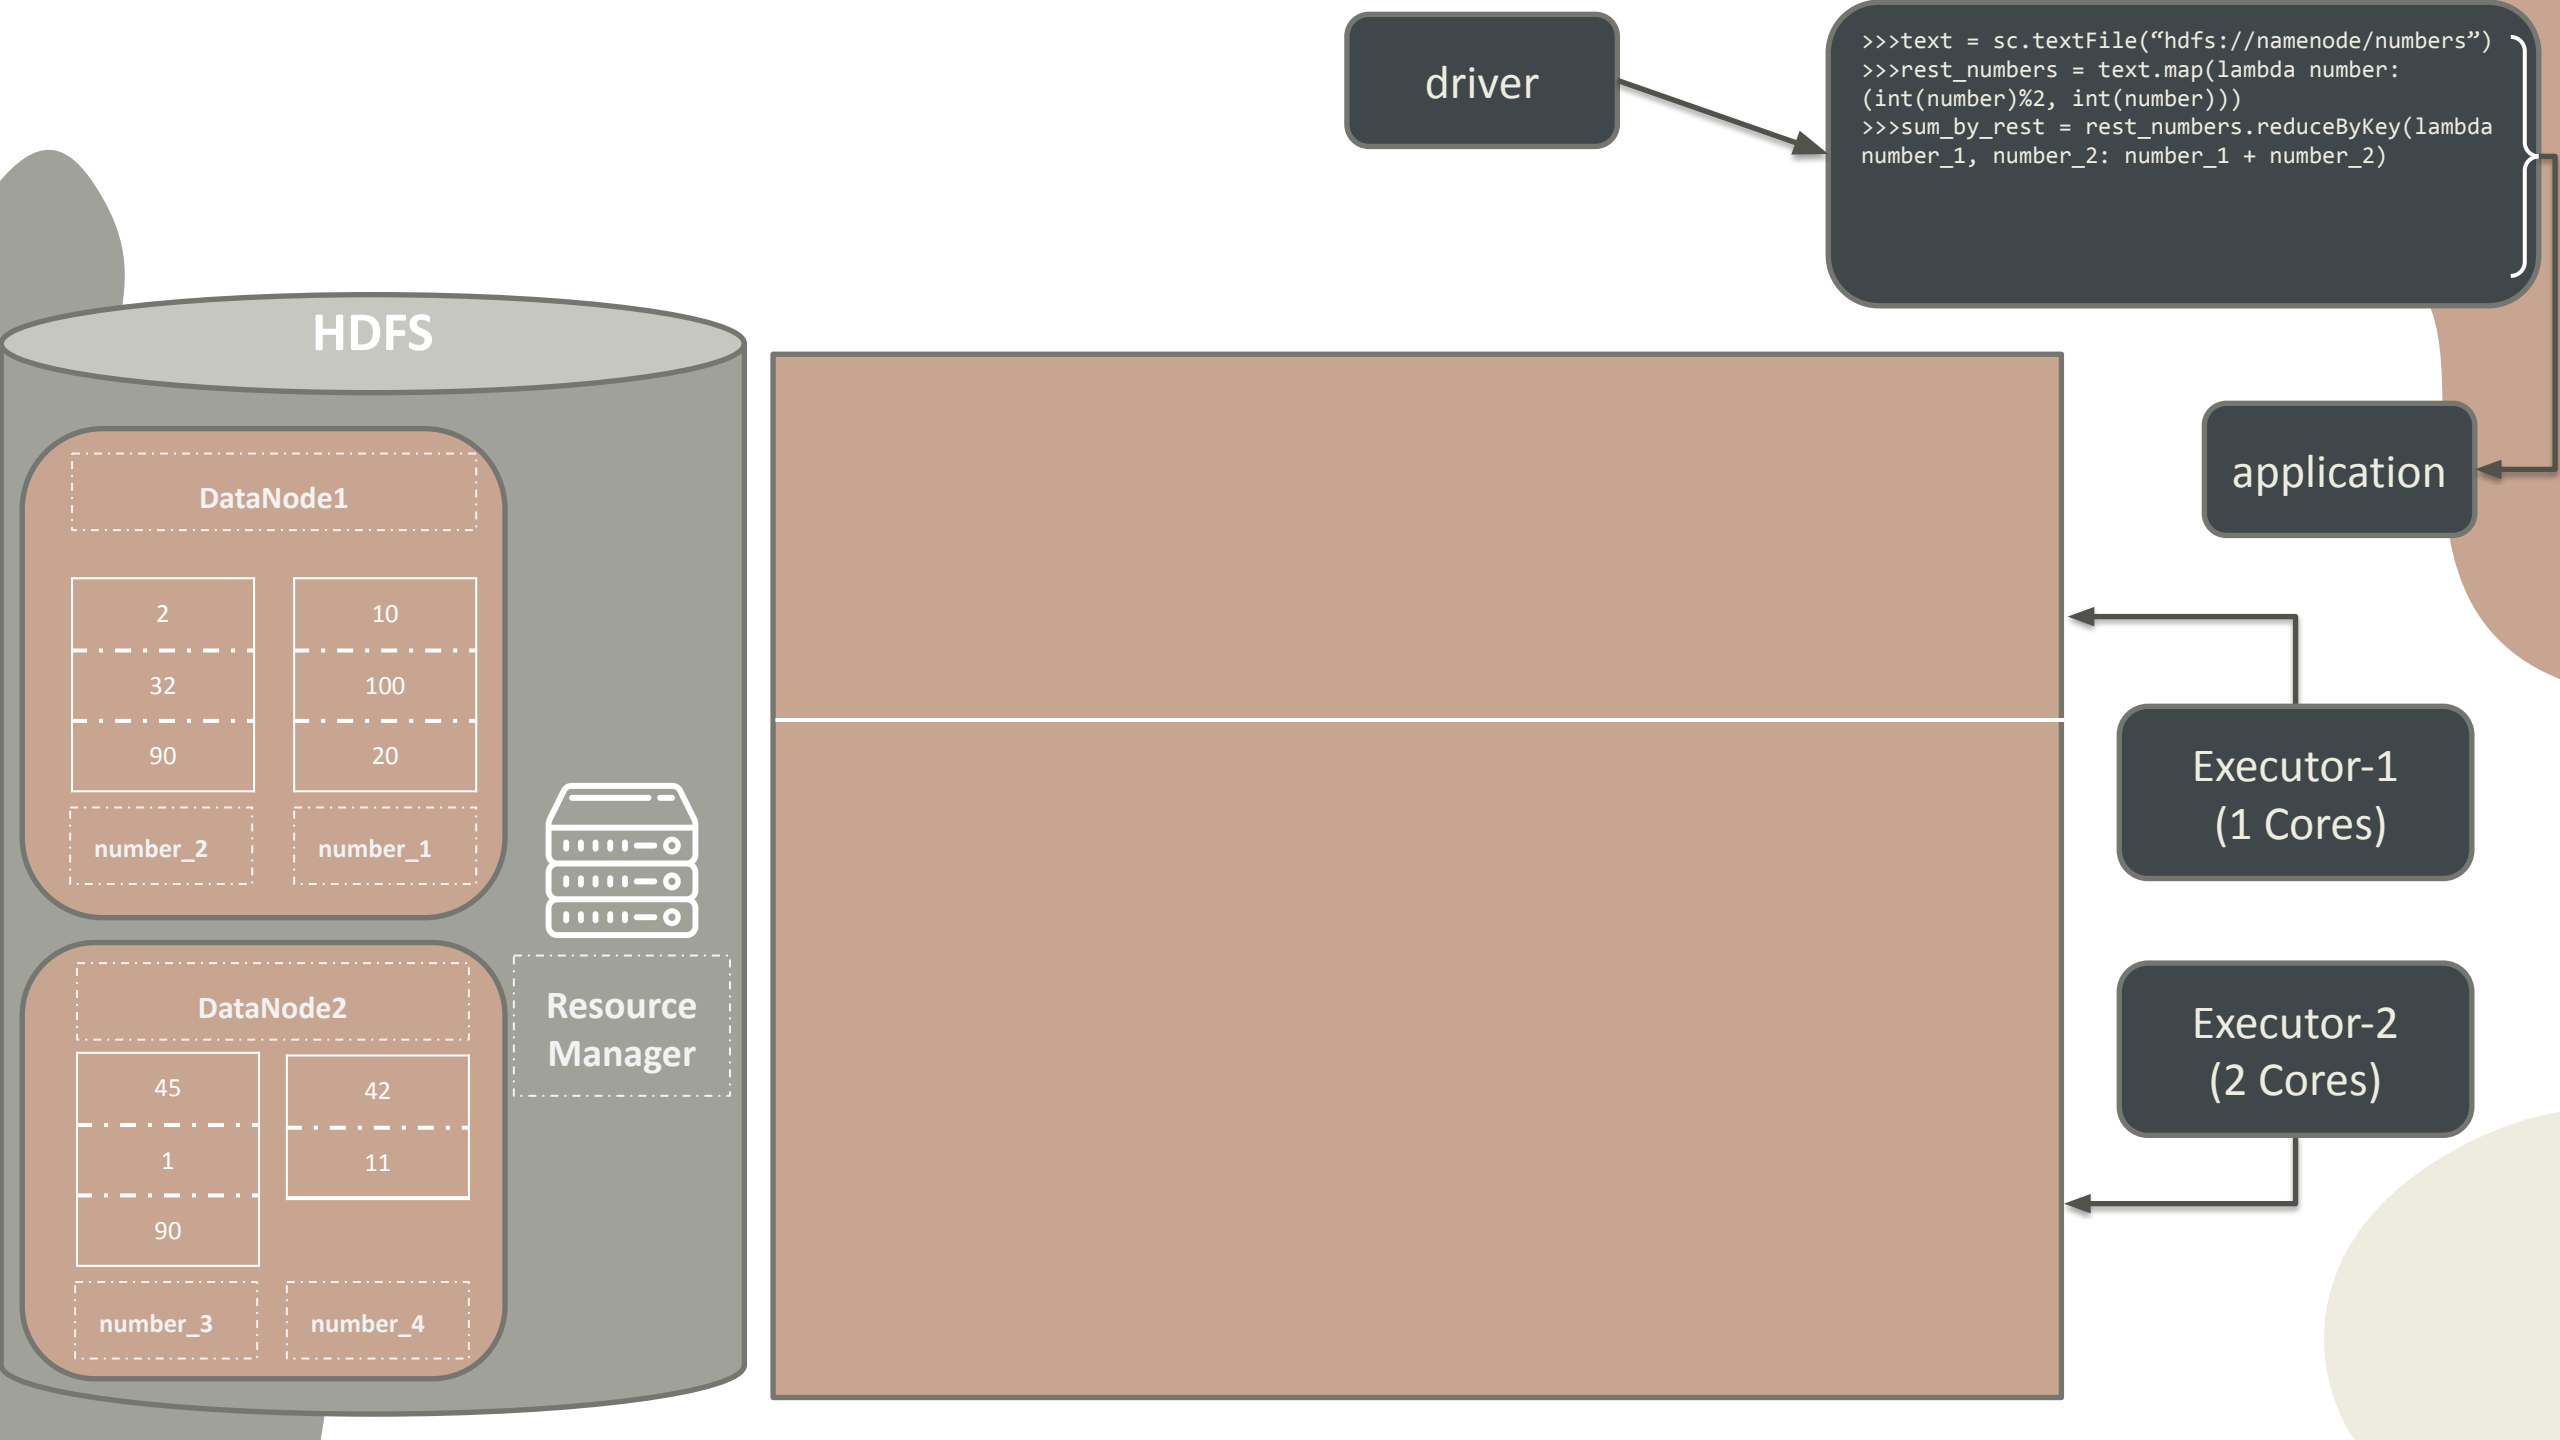 driver
>>>text = sc.textFile(“hdfs://namenode/numbers”)
>>>rest_numbers = text.map(lambda number:
(int(number)%2, int(number)))
>>>sum_by_rest = rest_numbers.reduceByKey(lambda
number_1, number_2: number_1 + number_2)
application
HDFS
DataNode1
2
32
90
number_2
10
100
20
number_1
DataNode2
45
1
90
number_3
42
11
number_4
Resource
Manager
Executor-1
(1 Cores)
Executor-2
(2 Cores)